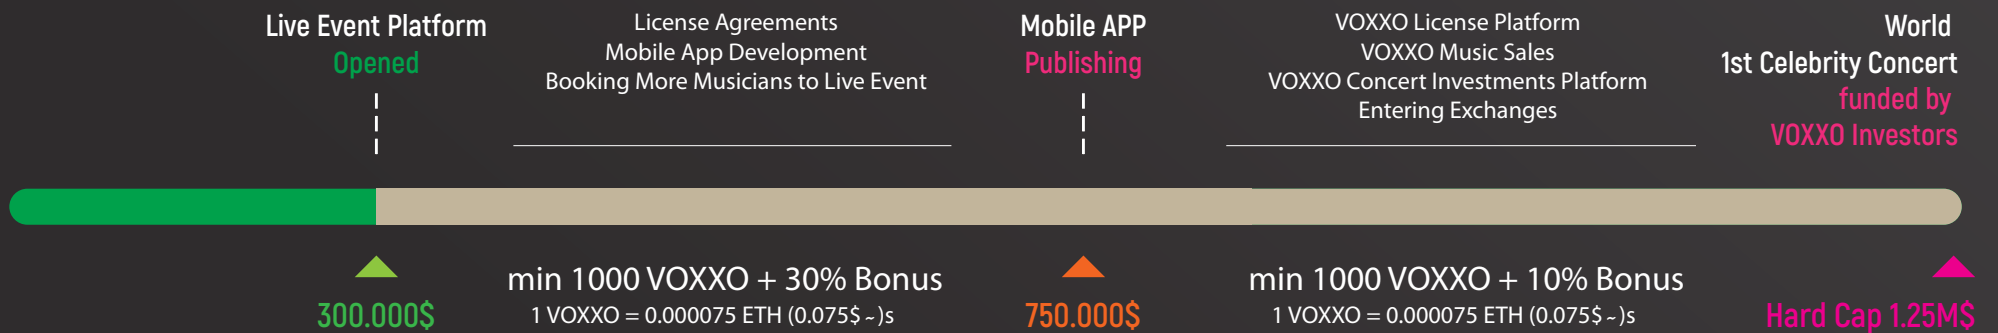 Live Event Platform
Opened
License Agreements
Mobile App Development
Booking More Musicians to Live Event
Mobile APP
Publishing
VOXXO License Platform
VOXXO Music Sales
VOXXO Concert Investments Platform
Entering Exchanges
World
1st Celebrity Concert
funded by
VOXXO Investors
300.000$
min 1000 VOXXO + 30% Bonus
1 VOXXO = 0.000075 ETH (0.075$ ~)s
750.000$
min 1000 VOXXO + 10% Bonus
1 VOXXO = 0.000075 ETH (0.075$ ~)s
Hard Cap 1.25M$